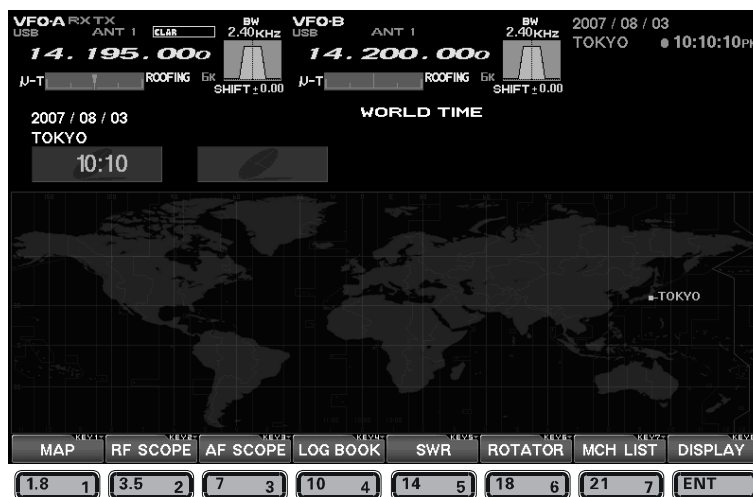 VFO-A RX TX
USB ANT 1 CLAR
BW
2.40KHz
14.195.000
μ-T ROOFING 6K
SHIFT ±0.00
VFO-B
USB ANT 1
BW
2.40KHz
14.200.000
μ-T ROOFING 6K
SHIFT ±0.00
2007 / 08 / 03
TOKYO 10:10:10PM
WORLD TIME
2007 / 08 / 03
TOKYO
10:10
TOKYO
KEY1 KEY2 KEY3 KEY4 KEY5 KEY6 KEY7
MAP RF SCOPE AF SCOPE LOG BOOK SWR ROTATOR MCH LIST DISPLAY
1.8 1 3.5 2 7 3 10 4 14 5 18 6 21 7 ENT